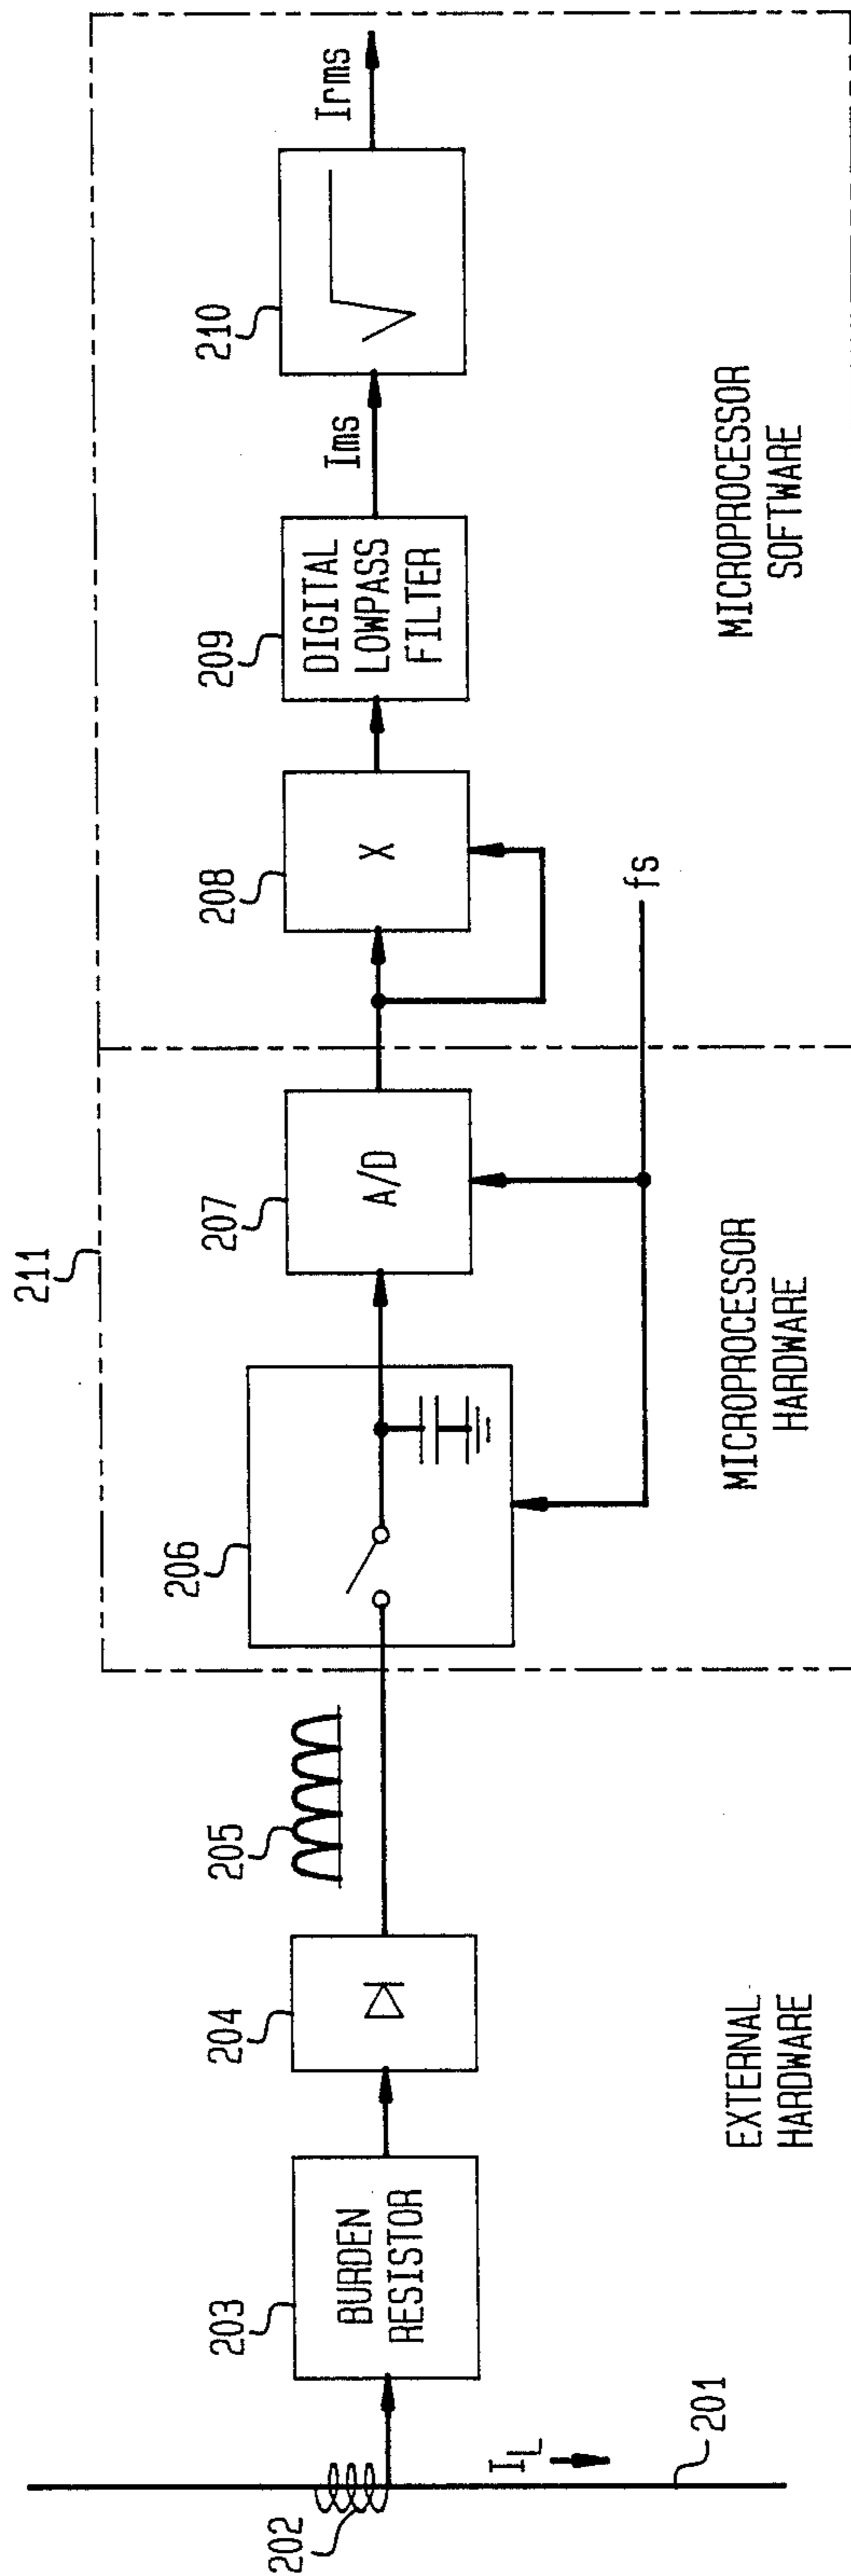 211
202
203
204
205
206
207
208
209
210
BURDEN
RESISTOR
A/D
X
DIGITAL
LOWPASS
FILTER
Ims
Irms
IL
201
fs
EXTERNAL
HARDWARE
MICROPROCESSOR
HARDWARE
MICROPROCESSOR
SOFTWARE